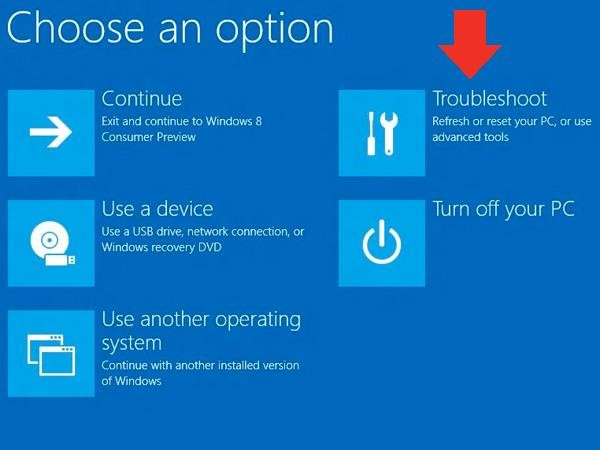 Choose an option
Continue
Exit and continue to Windows 8
Consumer Preview
Use a device
Use a USB drive, network connection, or
Windows recovery DVD
Use another operating
system
Continue with another installed version
of Windows
Troubleshoot
Refresh or reset your PC, or use
advanced tools
Turn off your PC